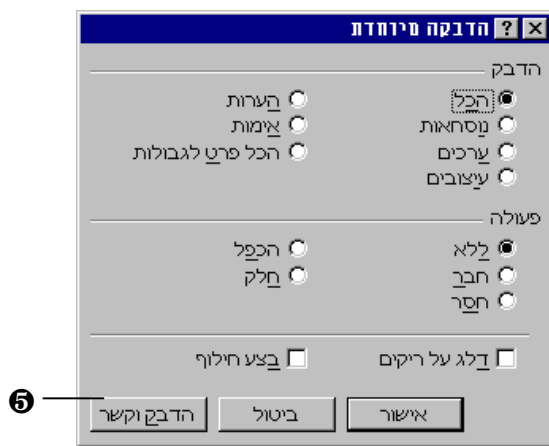 הדבקה מיוחדת
הדבק
הכל הערות
נוסחאות אימות
ערכים הכל פרט לגבולות
עיצובים
פעולה
ללא הכפל
חבר חלק
חסר
דלג על ריקים בצע חילוף
אישור ביטול הדבק וקשר ❺